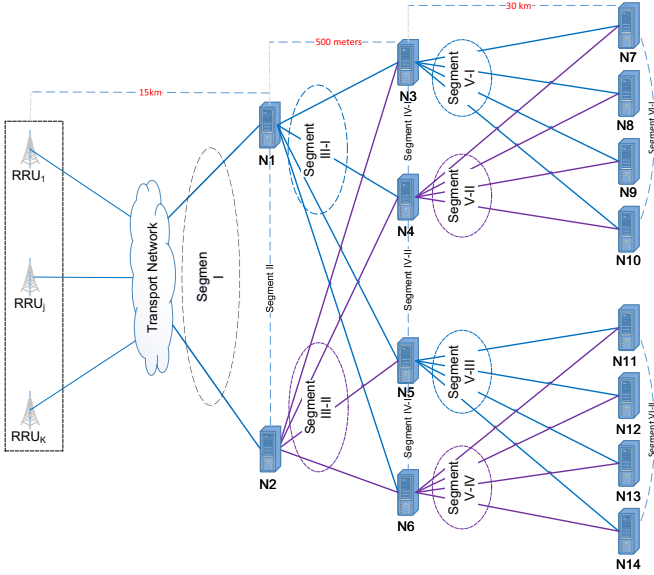 30 km
500 meters
15km
RRU1
RRUj
RRUK
Transport Network
Segmen
I
N1
N2
Segment II
Segment
III-I
Segment
III-II
N3
N4
N5
N6
Segment IV-I
Segment IV-II
Segment IV-I
Segment
V-I
Segment
V-II
Segment
V-III
Segment
V-IV
N7
N8
N9
N10
Segment VI-I
N11
N12
N13
N14
Segment VI-II